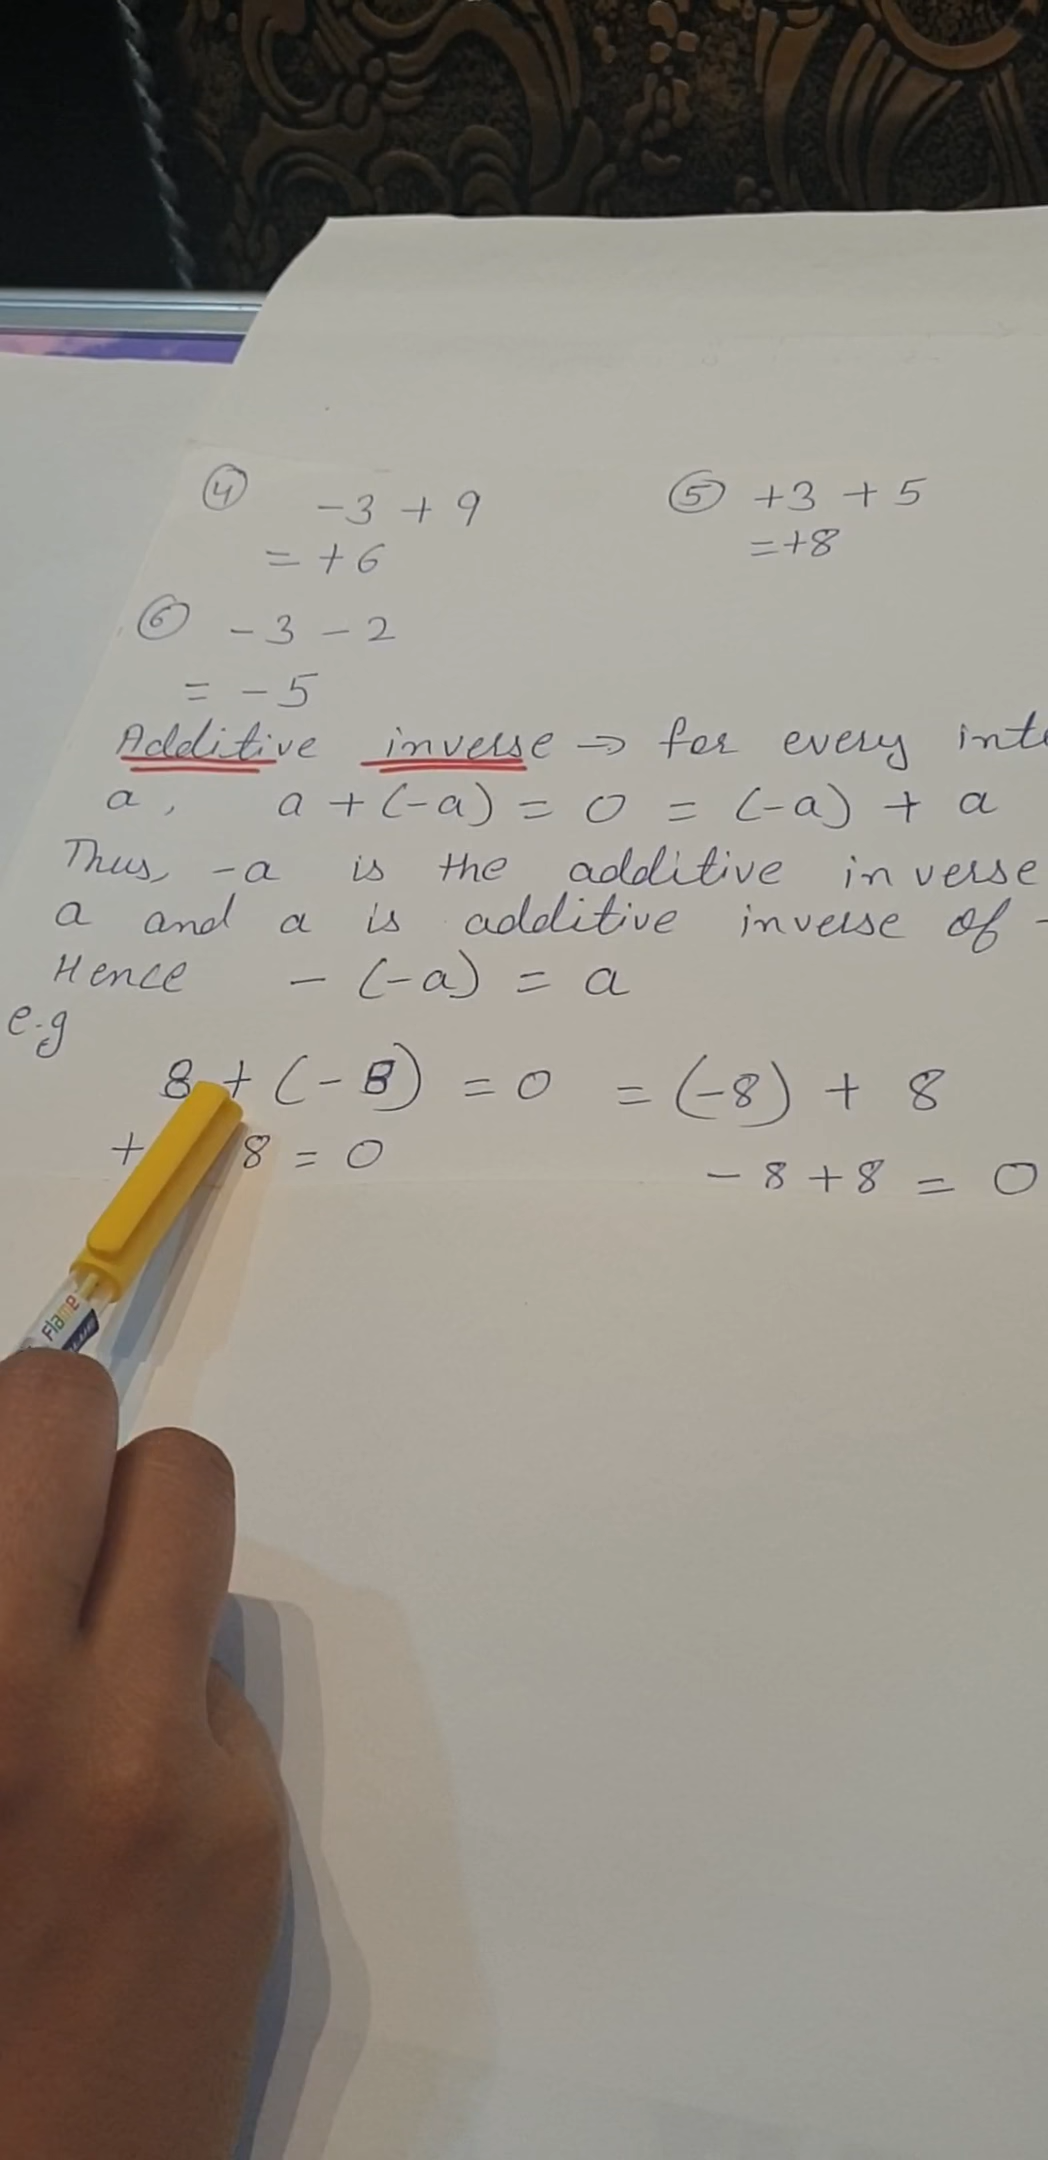 ④ -3 + 9 ⑤ +3 + 5
= +6 =+8
⑥ -3 - 2
= -5
Additive inverse → for every
a, a + (-a) = 0 = (-a) + a
Thus, -a is the additive inverse
a and a is additive inverse of -
Hence - (-a) = a
e.g
8 + (-8) = 0 = (-8) + 8
+ 8 = 0 -8+8 = 0
Flame